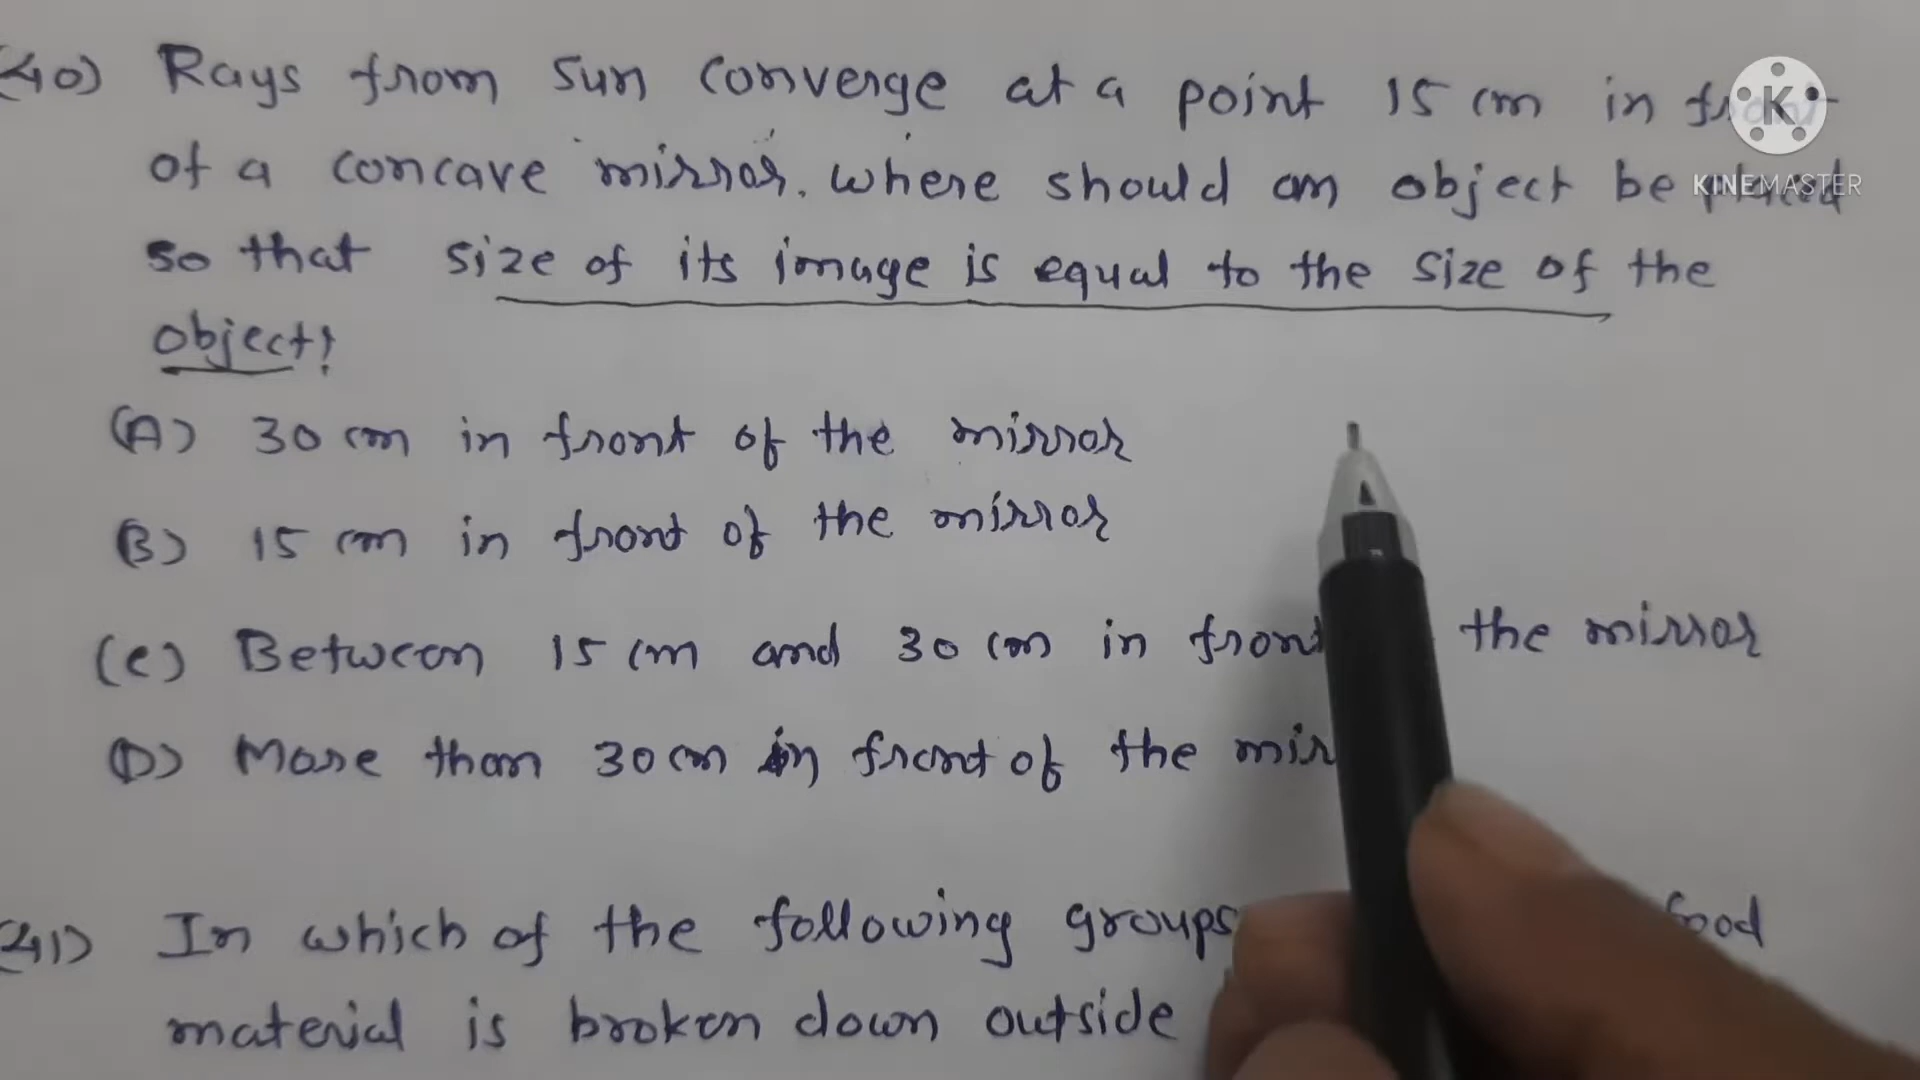 (40) Rays from sun converge at a point 15 cm in front
of a concave mirror. where should an object be placed
so that size of its image is equal to the size of the
object?
(A) 30 cm in front of the mirror
(B) 15 cm in front of the mirror
(C) Between 15 cm and 30 cm in front the mirror
(D) More than 30 cm in front of the
(41) In which of the following groups food
material is broken down outside
K
KINEMASTER